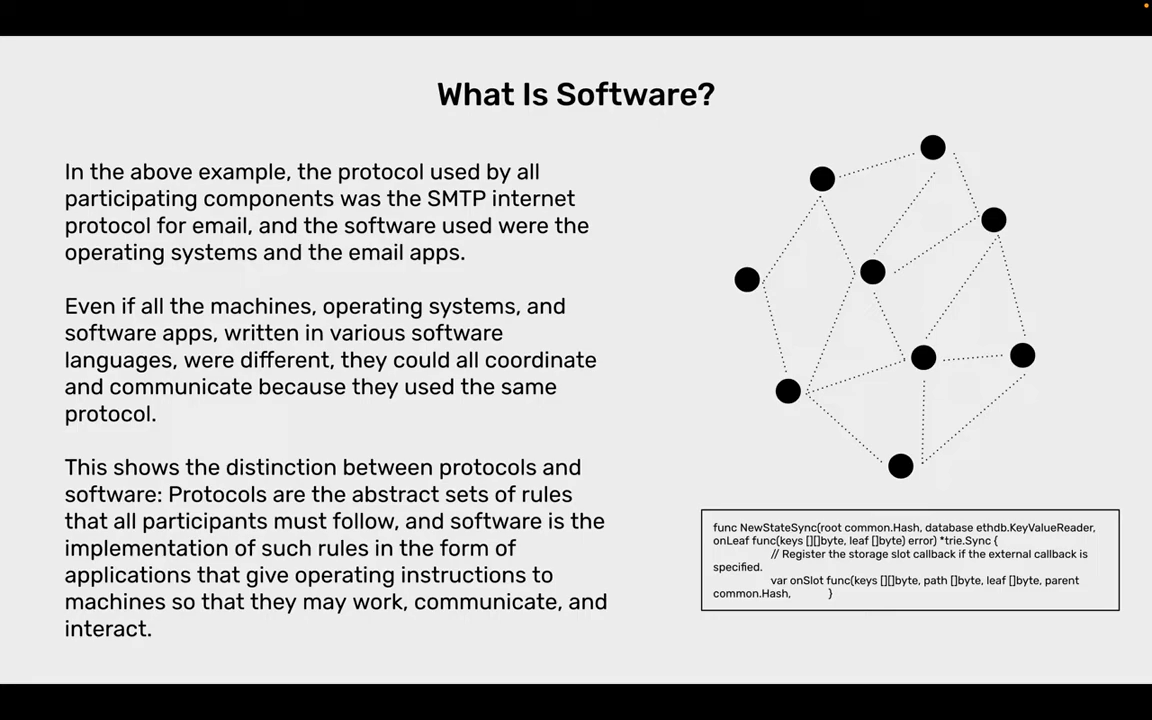 What Is Software?
In the above example, the protocol used by all
participating components was the SMTP internet
protocol for email, and the software used were the
operating systems and the email apps.
Even if all the machines, operating systems, and
software apps, written in various software
languages, were different, they could all coordinate
and communicate because they used the same
protocol.
This shows the distinction between protocols and
software: Protocols are the abstract sets of rules
that all participants must follow, and software is the
implementation of such rules in the form of
applications that give operating instructions to
machines so that they may work, communicate, and
interact.
func NewStateSync(root common.Hash, database ethdb.KeyValueReader,
onLeaf func(keys [][]byte, leaf []byte) error) *trie.Sync {
// Register the storage slot callback if the external callback is
specified.
var onSlot func(keys [][]byte, path []byte, leaf []byte, parent
common.Hash, }